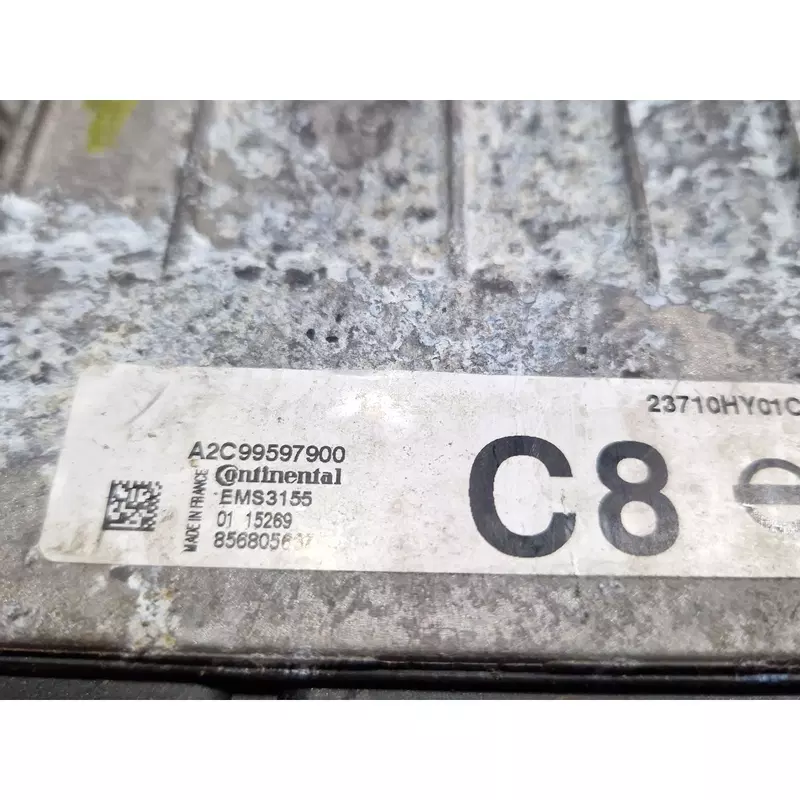 23710HY01C
A2C99597900
Continental
EMS3155
01 15269
MADE IN FRANCE
C8